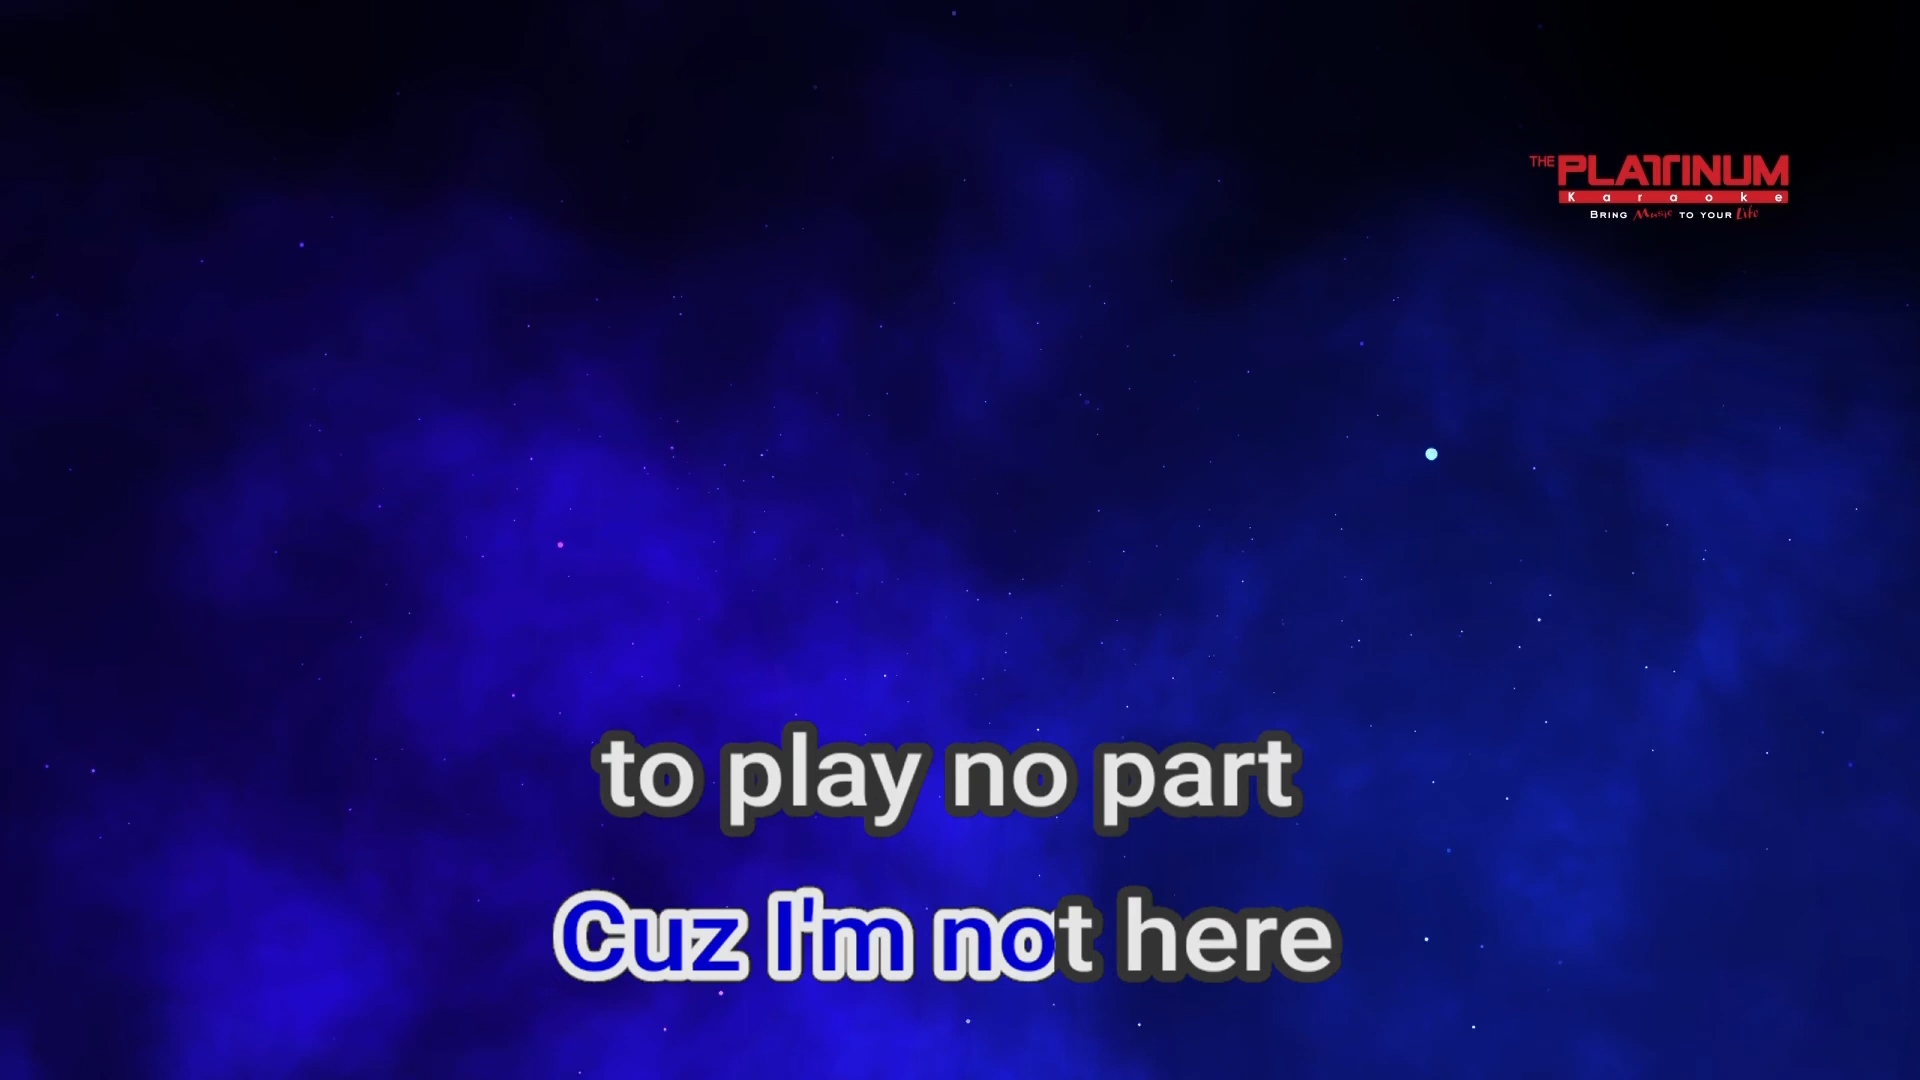 THE PLATINUM
Karaoke
BRING Music TO YOUR Life
to play no part
Cuz I'm not here